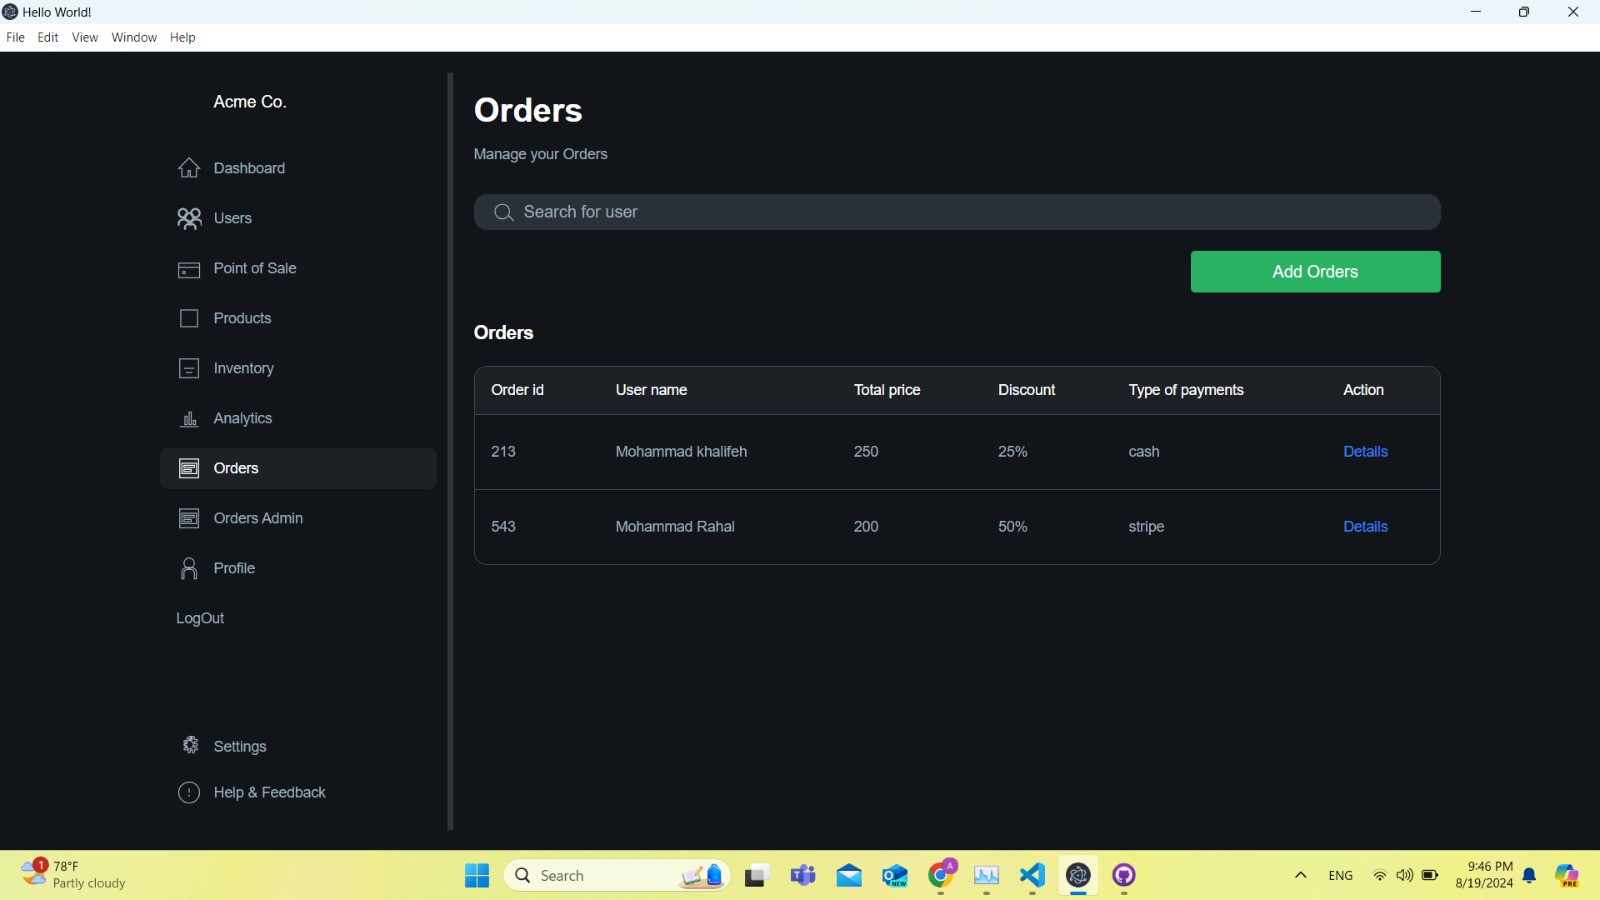 Hello World!
File Edit View Window Help
Acme Co.
Dashboard
Users
Point of Sale
Products
Inventory
Analytics
Orders
Orders Admin
Profile
LogOut
Settings
Help & Feedback
Orders
Manage your Orders
Search for user
Add Orders
Orders
Order id User name Total price Discount Type of payments Action
213 Mohammad khalifeh 250 25% cash Details
543 Mohammad Rahal 200 50% stripe Details
1
78°F
Partly cloudy
Search
NEW
A
ENG
9:46 PM
8/19/2024
PRE